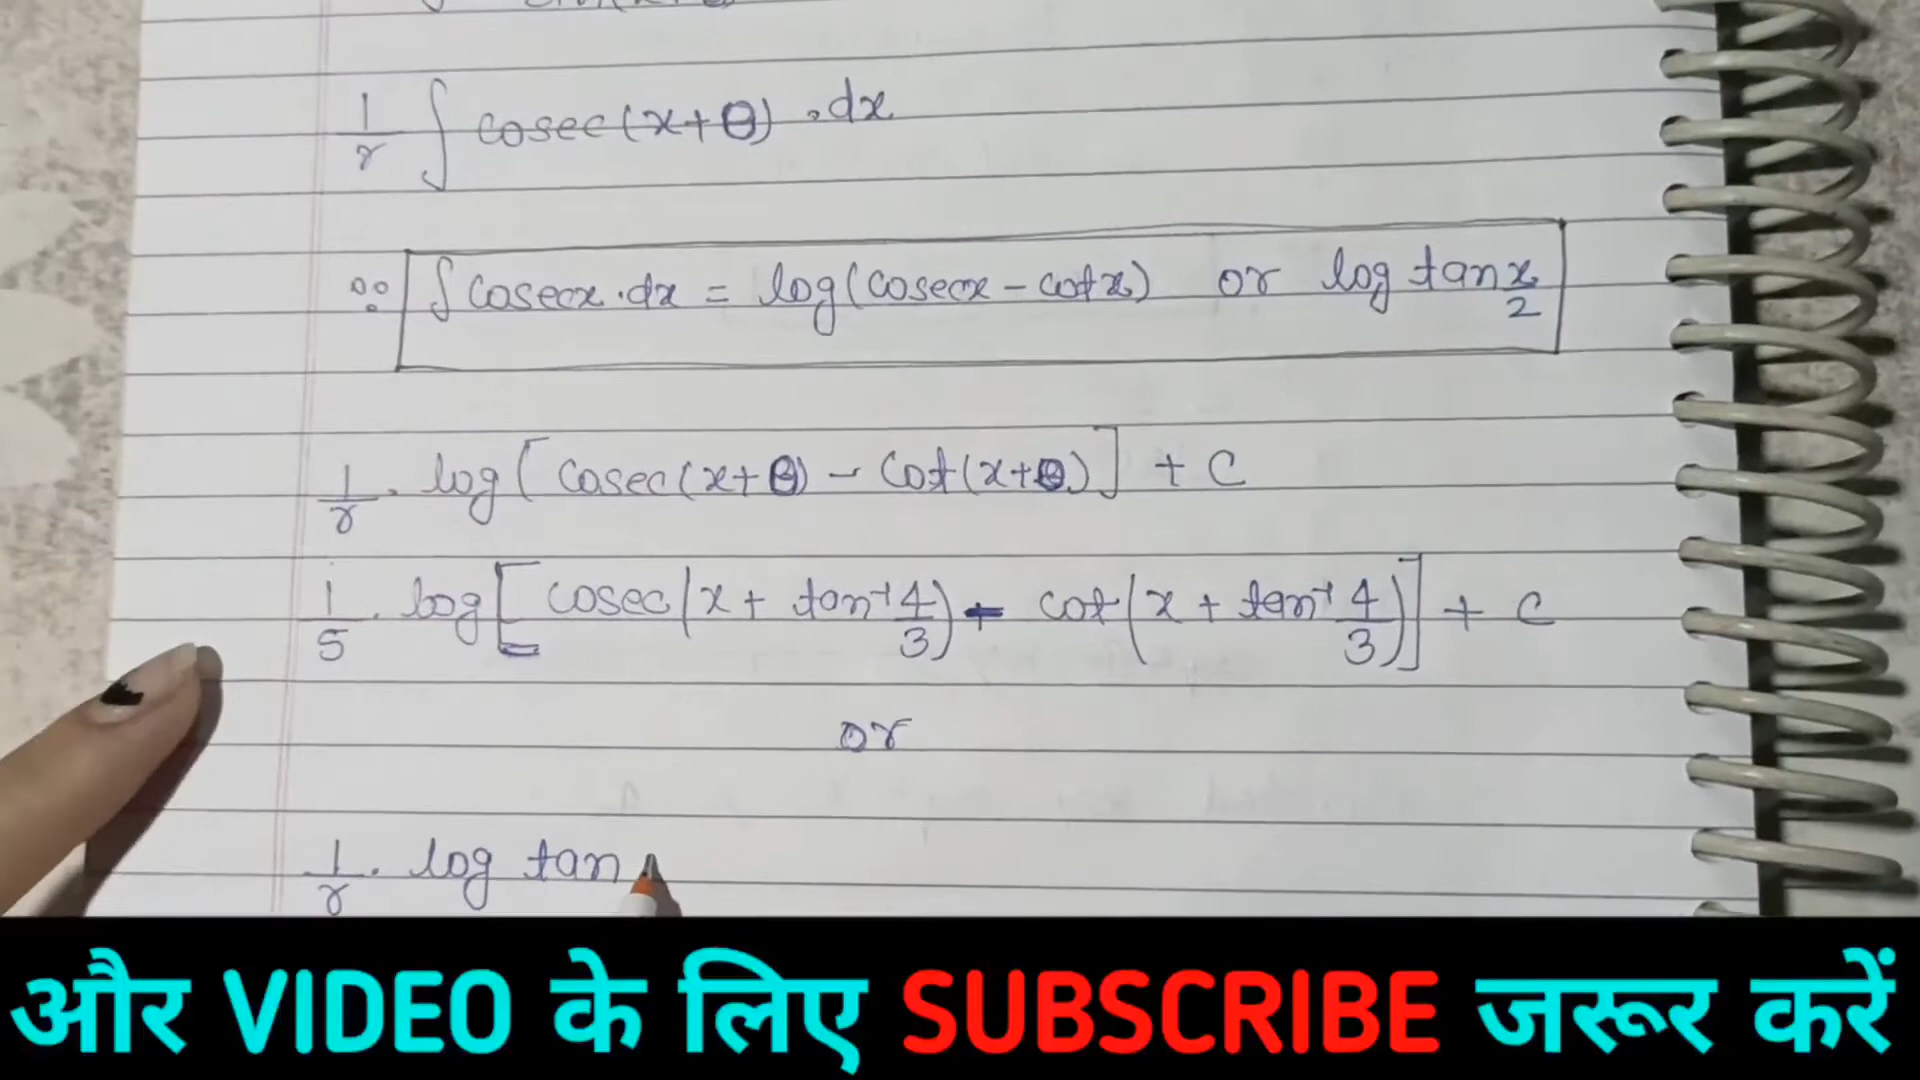 1/r ∫ cosec(x+θ).dx
∴ ∫cosecx.dx = log(cosecx - cotx) or log tan x/2
1/r . log[cosec(x+θ) - cot(x+θ)] + c
1/5 . log[cosec(x + tan⁻¹ 4/3) - cot(x + tan⁻¹ 4/3)] + c
or
1/r . log tan
और VIDEO के लिए SUBSCRIBE जरूर करें